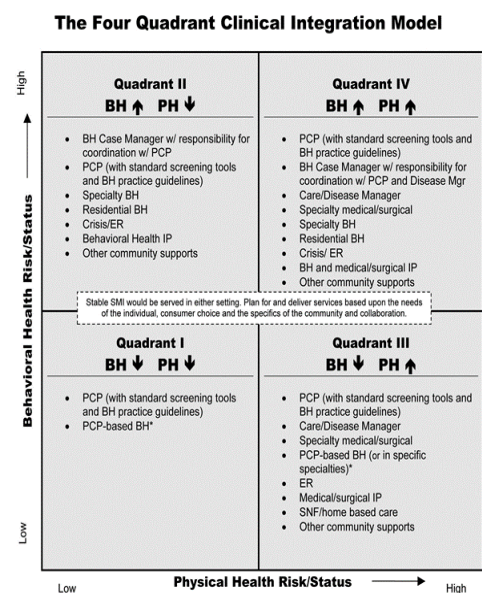 The Four Quadrant Clinical Integration Model
High
Behavioral Health Risk/Status
Low
Quadrant II
BH PH
• BH Case Manager w/ responsibility for
coordination w/ PCP
• PCP (with standard screening tools
and BH practice guidelines)
• Specialty BH
• Residential BH
• Crisis/ER
• Behavioral Health IP
• Other community supports
Quadrant IV
BH PH
• PCP (with standard screening tools and
BH practice guidelines)
• BH Case Manager w/ responsibility for
coordination w/ PCP and Disease Mgr
• Care/Disease Manager
• Specialty medical/surgical
• Specialty BH
• Residential BH
• Crisis/ ER
• BH and medical/surgical IP
• Other community supports
Stable SMI would be served in either setting. Plan for and deliver services based upon the needs
of the individual, consumer choice and the specifics of the community and collaboration.
Quadrant I
BH PH
• PCP (with standard screening tools
and BH practice guidelines)
• PCP-based BH*
Quadrant III
BH PH
• PCP (with standard screening tools and
BH practice guidelines)
• Care/Disease Manager
• Specialty medical/surgical
• PCP-based BH (or in specific
specialties)*
• ER
• Medical/surgical IP
• SNF/home based care
• Other community supports
Low
Physical Health Risk/Status
High